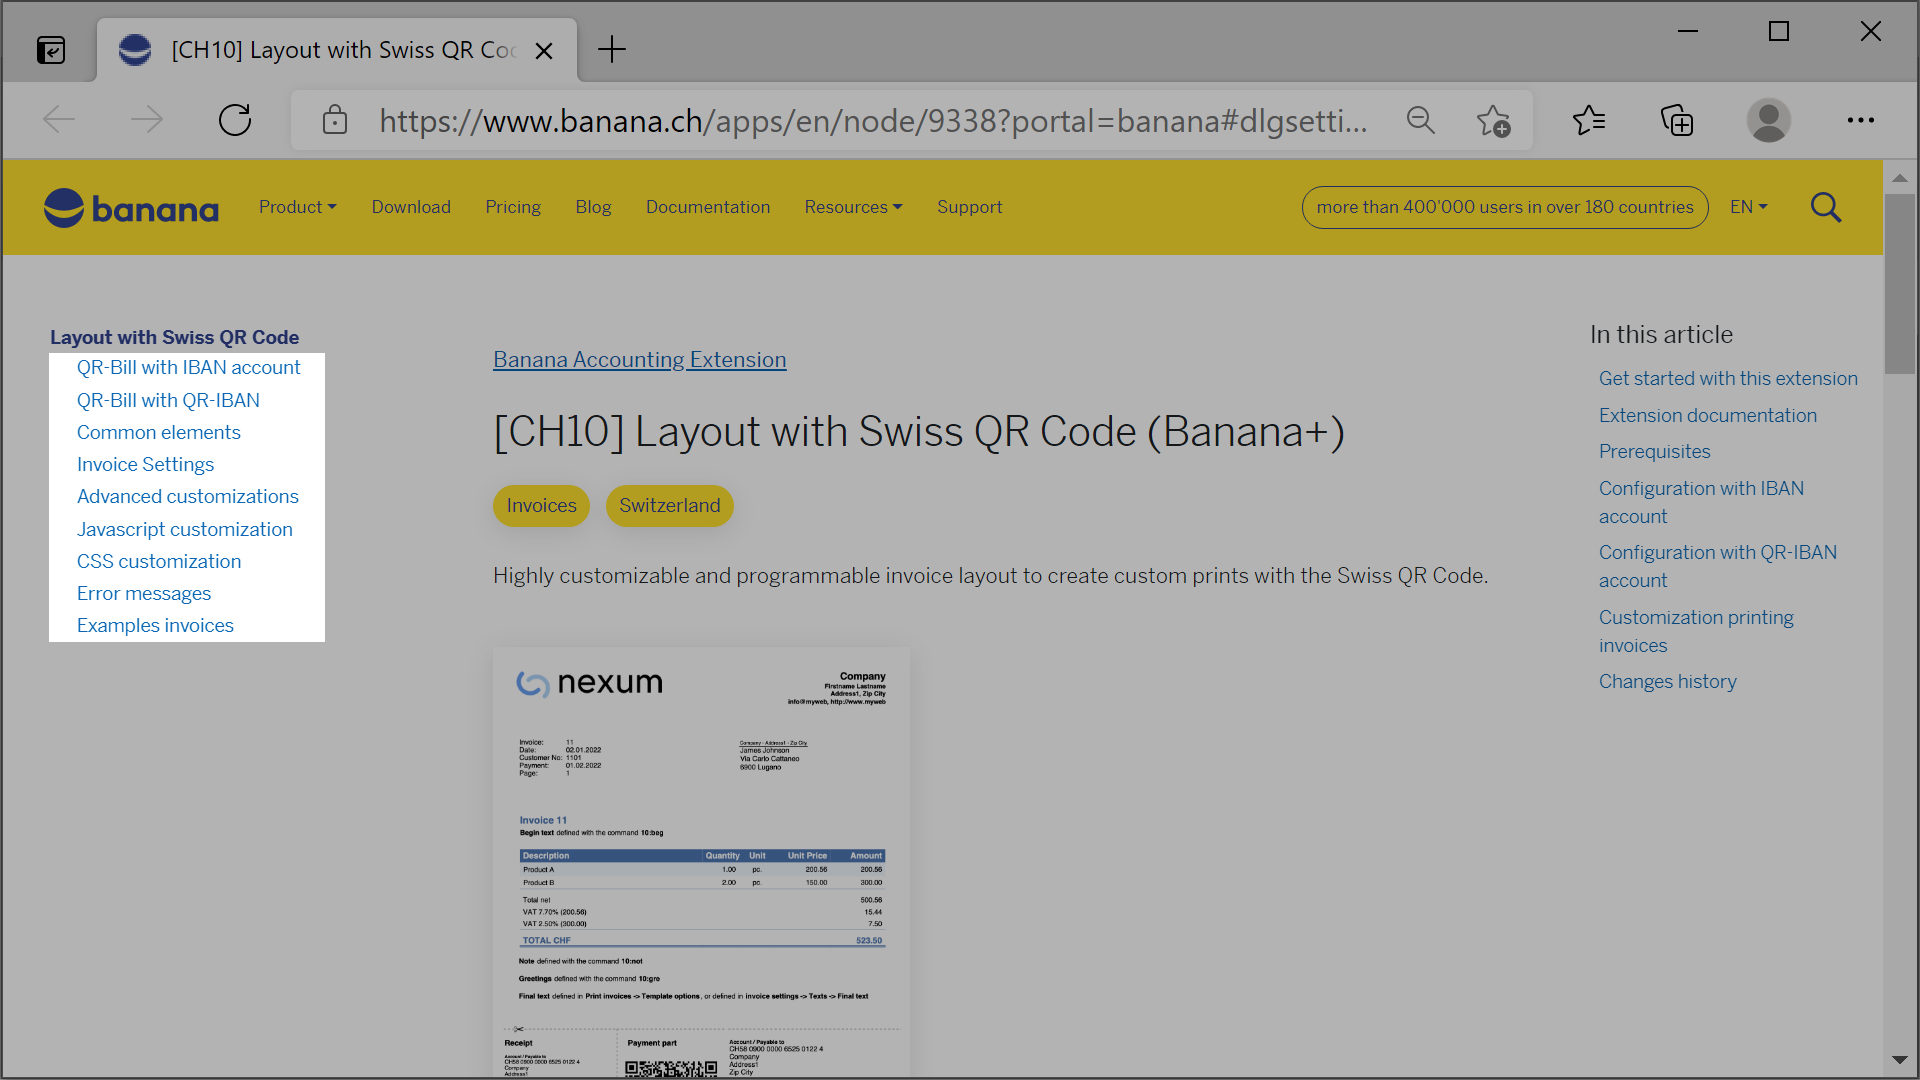 [CH10] Layout with Swiss QR Coc
https://www.banana.ch/apps/en/node/9338?portal=banana#dlgsetti...
banana
Product
Download
Pricing
Blog
Documentation
Resources
Support
more than 400'000 users in over 180 countries
EN
Layout with Swiss QR Code
QR-Bill with IBAN account
QR-Bill with QR-IBAN
Common elements
Invoice Settings
Advanced customizations
Javascript customization
CSS customization
Error messages
Examples invoices
Banana Accounting Extension
[CH10] Layout with Swiss QR Code (Banana+)
Invoices
Switzerland
Highly customizable and programmable invoice layout to create custom prints with the Swiss QR Code.
nexum
Company
Firstname Lastname
Address1, Zip City
info@myweb, http://www.myweb
Invoice: 11
Date: 02.01.2022
Customer No: 1101
Payment: 01.02.2022
Page: 1
Company - Address1 - Zip City
James Johnson
Via Carlo Cattaneo
6900 Lugano
Invoice 11
Begin text defined with the command 10:beg
Description Quantity Unit Unit Price Amount
Product A 1.00 pc. 200.56 200.56
Product B 2.00 pc. 150.00 300.00
Total net 500.56
VAT 7.70% (200.56) 15.44
VAT 2.50% (300.00) 7.50
TOTAL CHF 523.50
Note defined with the command 10:not
Greetings defined with the command 10:gre
Final text defined in Print invoices -> Template options, or defined in invoice settings -> Texts -> Final text
Receipt
Account / Payable to
CH58 0900 0000 6525 0122 4
Company
Address1
Payment part
Account / Payable to
CH58 0900 0000 6525 0122 4
Company
Address1
Zip City
In this article
Get started with this extension
Extension documentation
Prerequisites
Configuration with IBAN
account
Configuration with QR-IBAN
account
Customization printing
invoices
Changes history